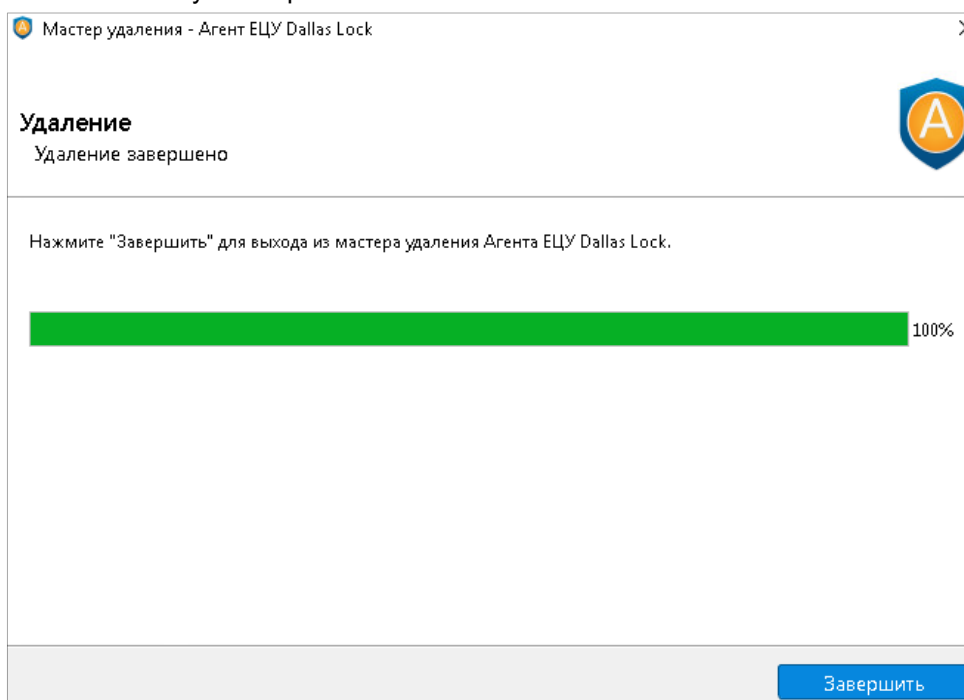 Мастер удаления - Агент ЕЦУ Dallas Lock
Удаление
Удаление завершено
A
Нажмите "Завершить" для выхода из мастера удаления Агента ЕЦУ Dallas Lock.
100%
Завершить